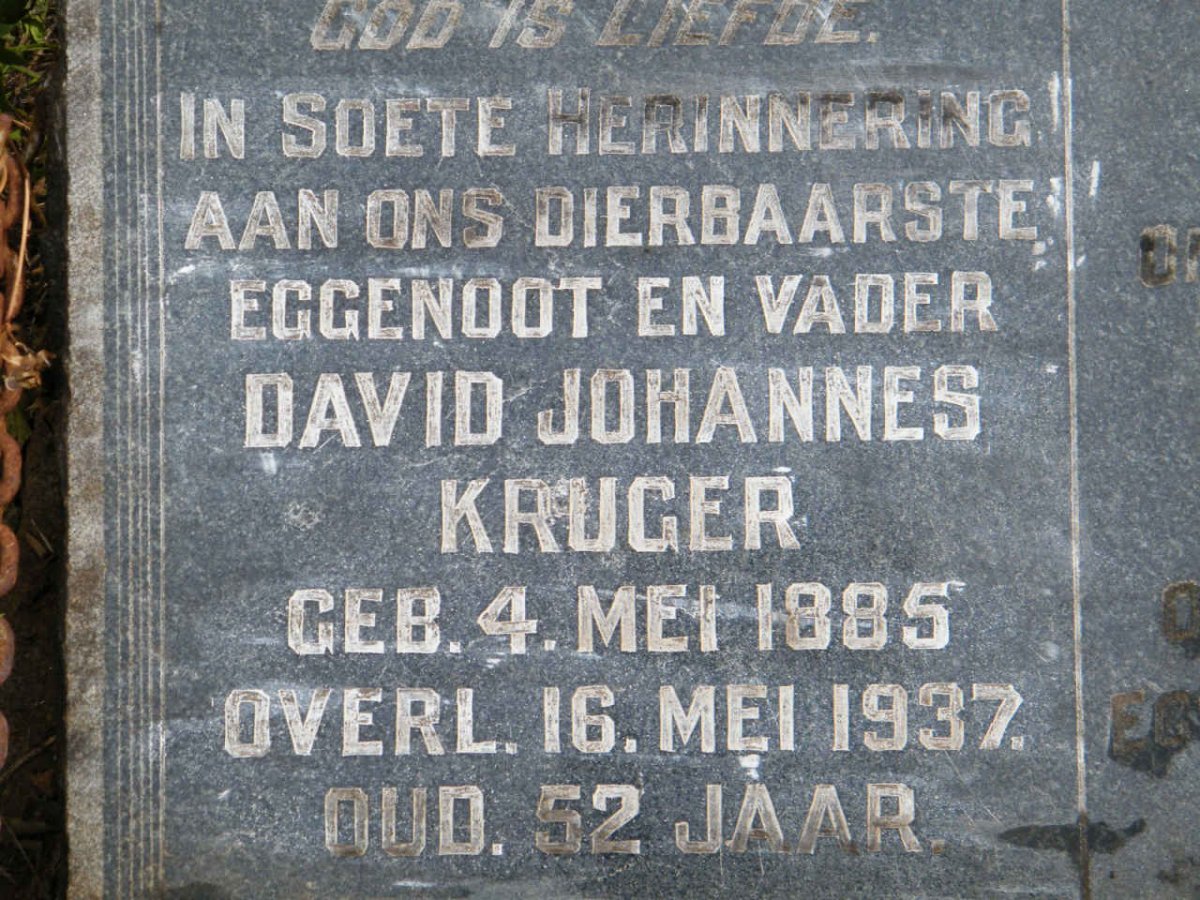 GOD IS LIEFDE.
IN SOETE HERINNERING
AAN ONS DIERBAARSTE
EGGENOOT EN VADER
DAVID JOHANNES
KRUGER
GEB. 4. MEI 1885
OVERL. 16. MEI 1937.
OUD. 52 JAAR.